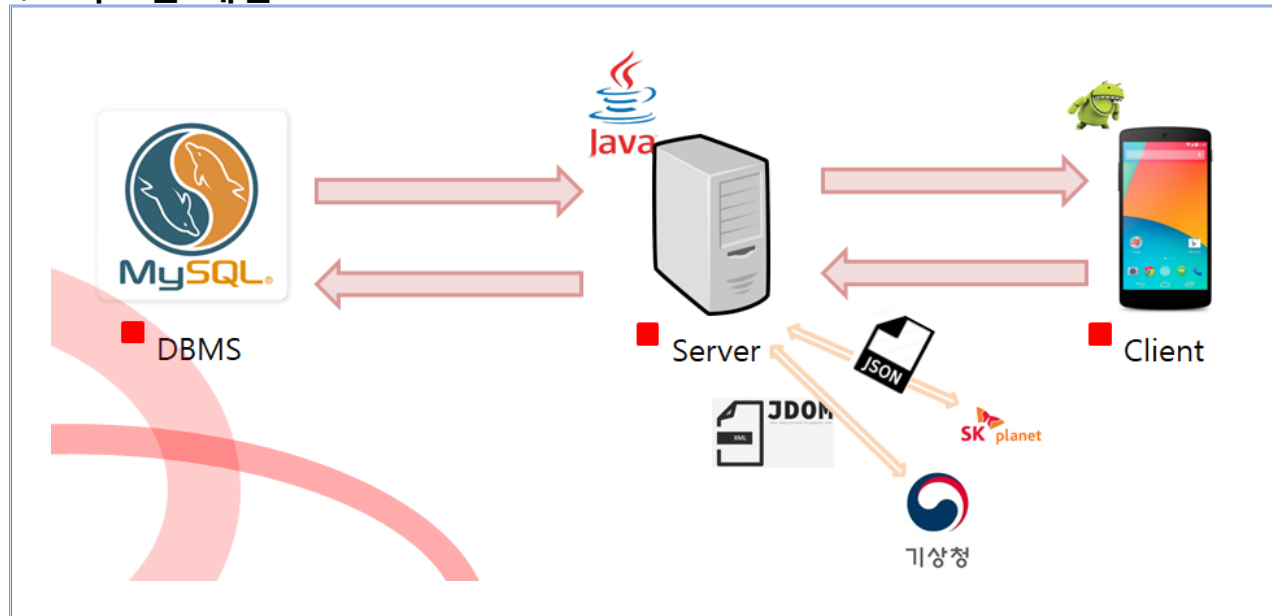 Java
MySQL®
DBMS
Server
Client
JSON
JDOM
XML
SK planet
기상청